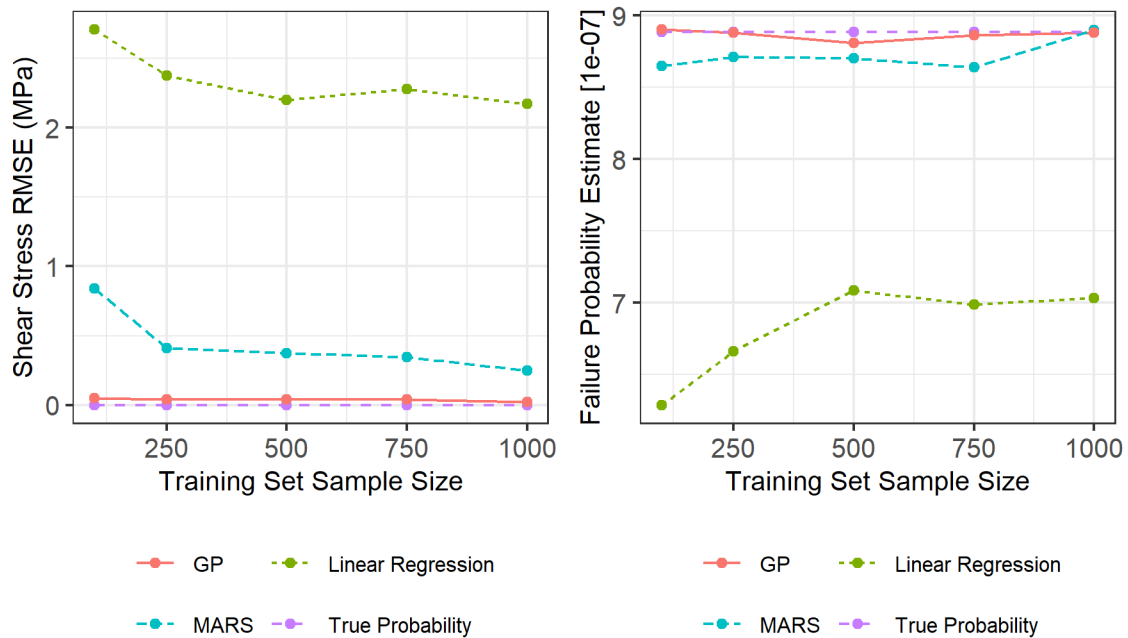 Shear Stress RMSE (MPa)
2
1
0
250 500 750 1000
Training Set Sample Size
GP Linear Regression
MARS True Probability
Failure Probability Estimate [1e-07]
9
8
7
250 500 750 1000
Training Set Sample Size
GP Linear Regression
MARS True Probability